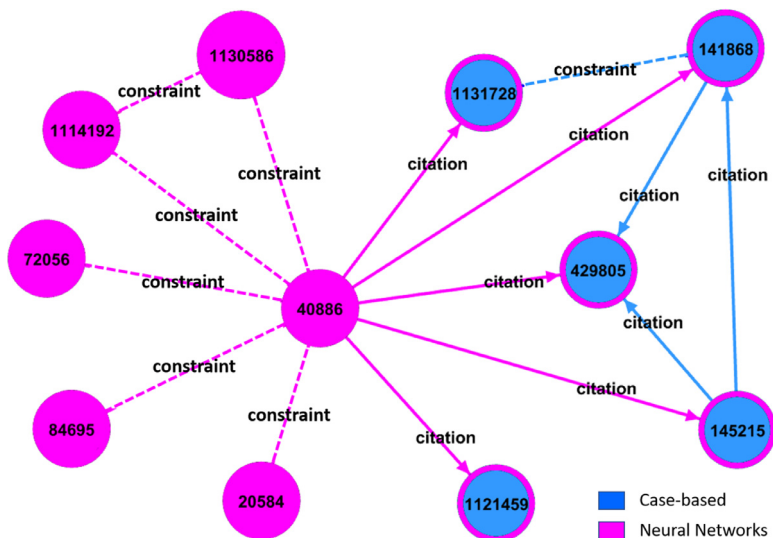 1130586
141868
constraint
constraint
1131728
1114192
citation
citation
constraint
citation
constraint
citation
72056
429805
constraint
citation
40886
citation
constraint
citation
constraint
84695
145215
citation
20584
1121459
Case-based
Neural Networks